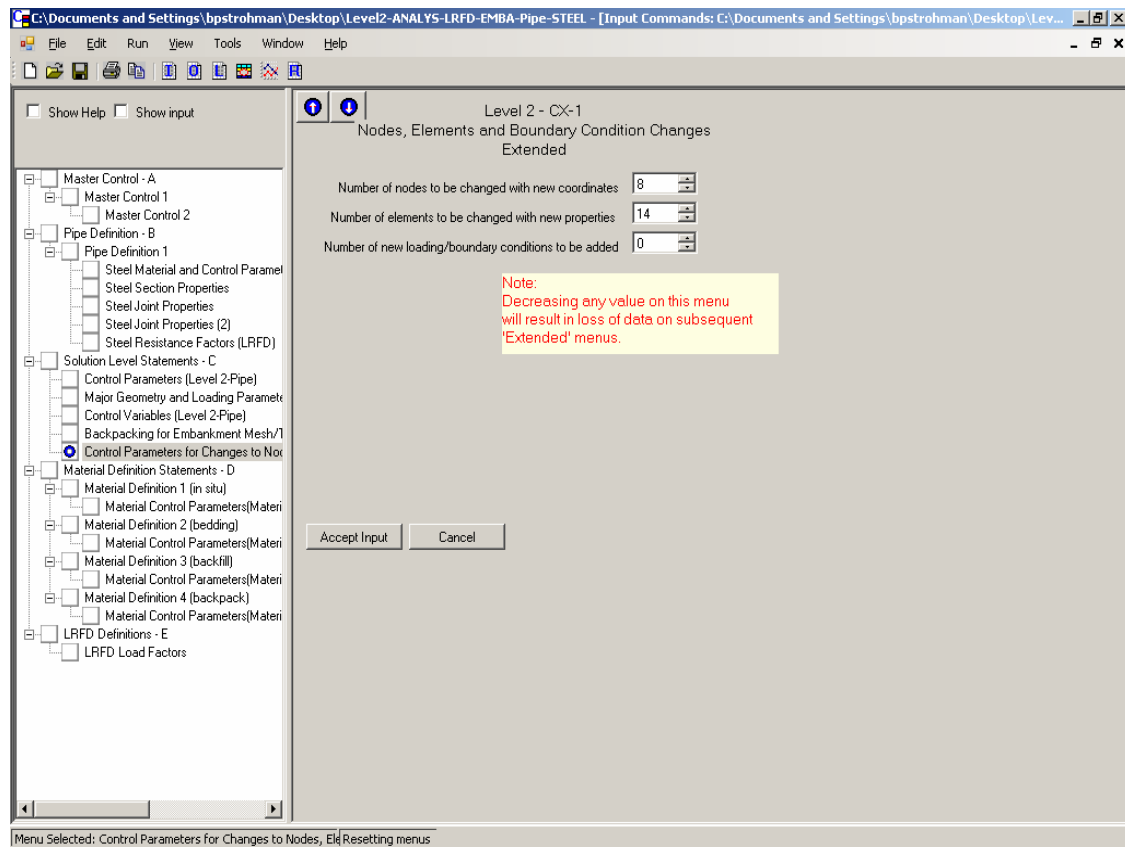 C:\Documents and Settings\bpstrohman\Desktop\Level2-ANALYS-LRFD-EMBA-Pipe-STEEL - [Input Commands: C:\Documents and Settings\bpstrohman\Desktop\Lev...
File Edit Run View Tools Window Help
Show Help Show input
Master Control - A
Master Control 1
Master Control 2
Pipe Definition - B
Pipe Definition 1
Steel Material and Control Paramet
Steel Section Properties
Steel Joint Properties
Steel Joint Properties (2)
Steel Resistance Factors (LRFD)
Solution Level Statements - C
Control Parameters (Level 2-Pipe)
Major Geometry and Loading Paramete
Control Variables (Level 2-Pipe)
Backpacking for Embankment Mesh/T
Control Parameters for Changes to Nod
Material Definition Statements - D
Material Definition 1 (in situ)
Material Control Parameters(Materi
Material Definition 2 (bedding)
Material Control Parameters(Materi
Material Definition 3 (backfill)
Material Control Parameters(Materi
Material Definition 4 (backpack)
Material Control Parameters(Materi
LRFD Definitions - E
LRFD Load Factors
Level 2 - CX-1
Nodes, Elements and Boundary Condition Changes
Extended
Number of nodes to be changed with new coordinates 8
Number of elements to be changed with new properties 14
Number of new loading/boundary conditions to be added 0
Note:
Decreasing any value on this menu
will result in loss of data on subsequent
'Extended' menus.
Accept Input Cancel
Menu Selected: Control Parameters for Changes to Nodes, Ele Resetting menus